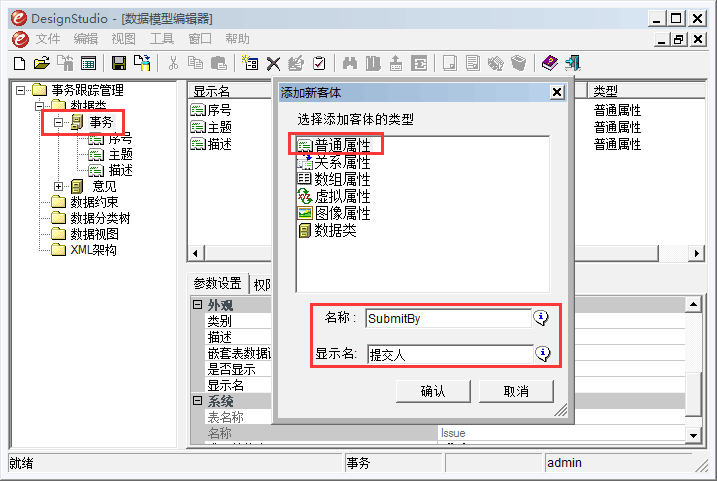 DesignStudio - [数据模型编辑器]
文件 编辑 视图 工具 窗口 帮助
事务跟踪管理
数据类
事务
序号
主题
描述
意见
数据约束
数据分类树
数据视图
XML架构
显示名
类型
序号
普通属性
主题
普通属性
描述
普通属性
添加新客体
选择添加客体的类型
普通属性
关系属性
数组属性
虚拟属性
图像属性
数据类
名称:
SubmitBy
显示名:
提交人
确认
取消
参数设置
权限
外观
类别
描述
嵌套表数据
是否显示
显示名
系统
表名称
名称
Issue
就绪
事务
admin